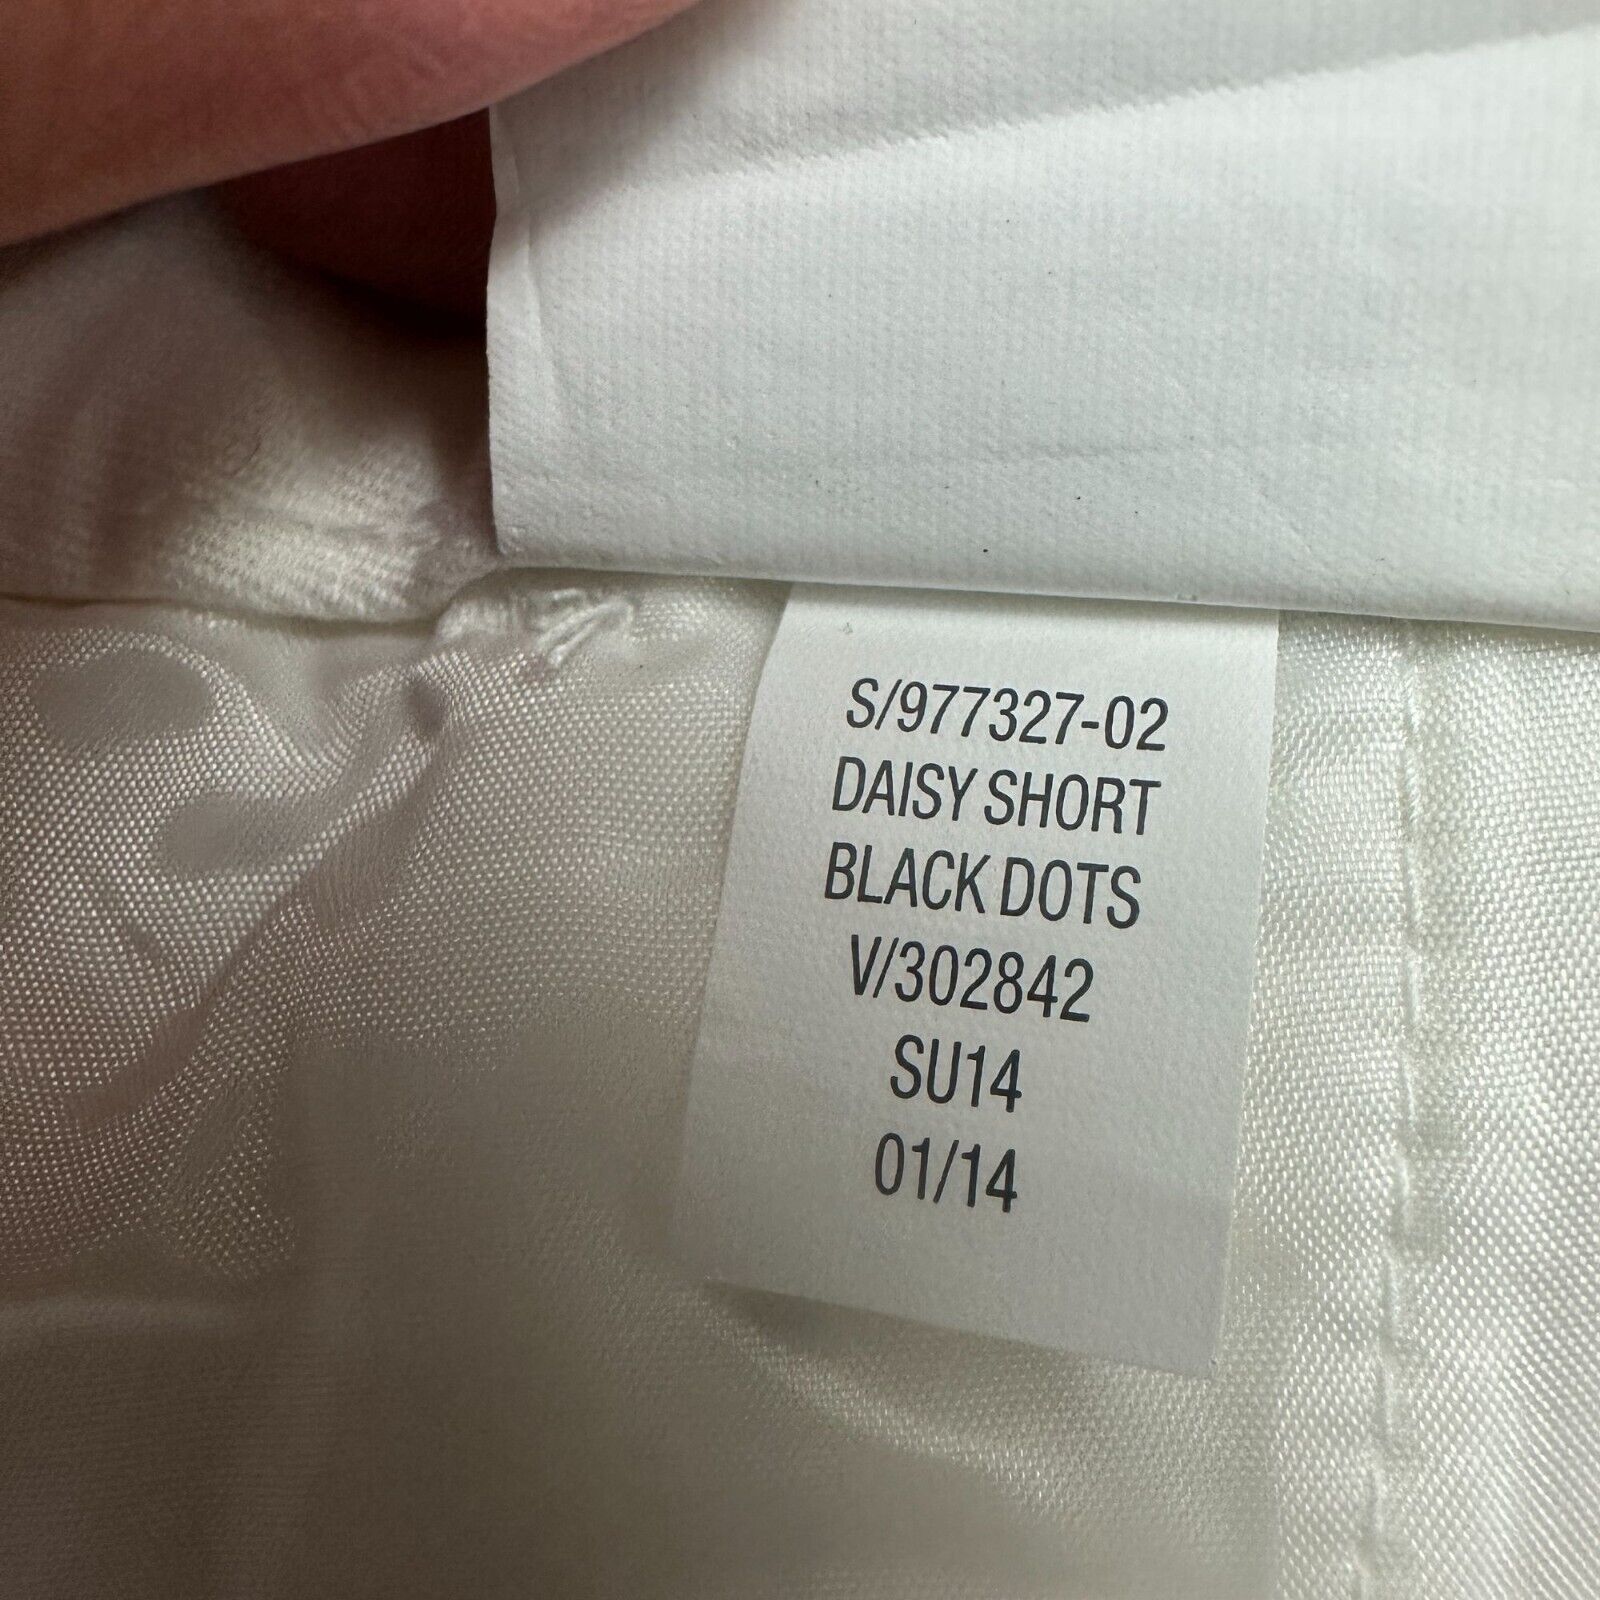 S/977327-02
DAISY SHORT
BLACK DOTS
V/302842
SU14
01/14